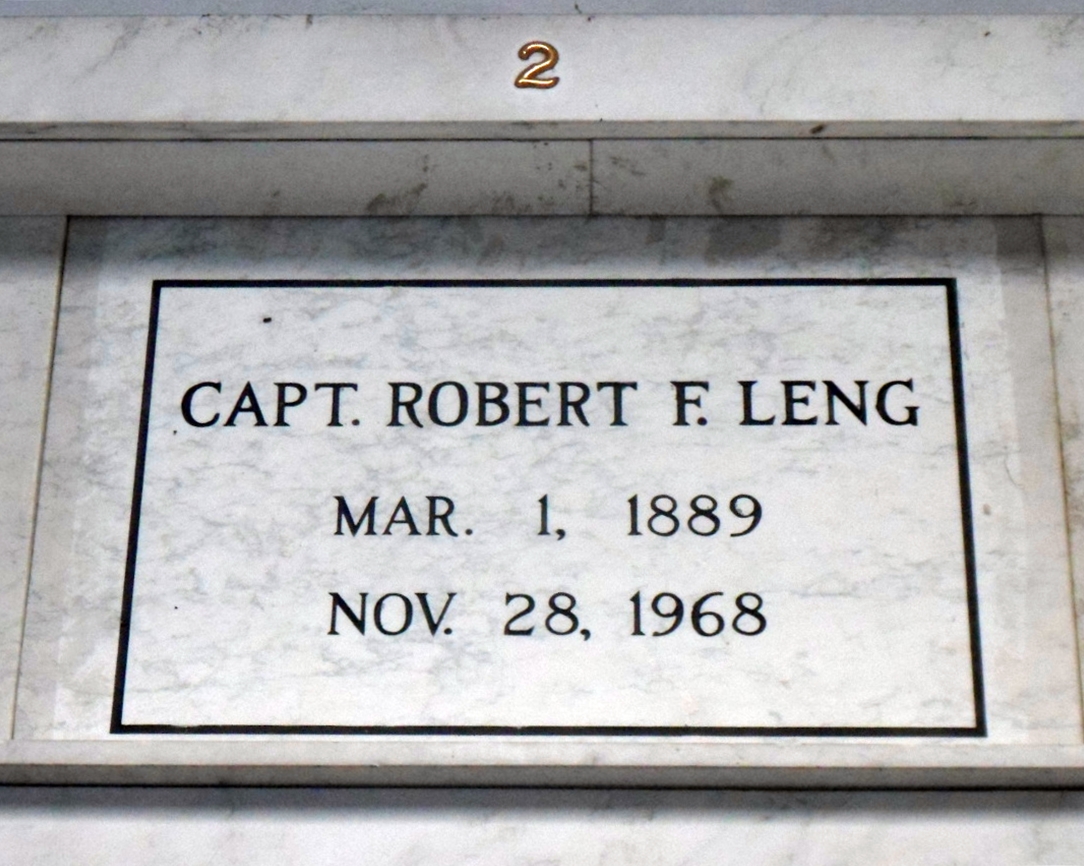 2
CAPT. ROBERT F. LENG
MAR. 1, 1889
NOV. 28, 1968